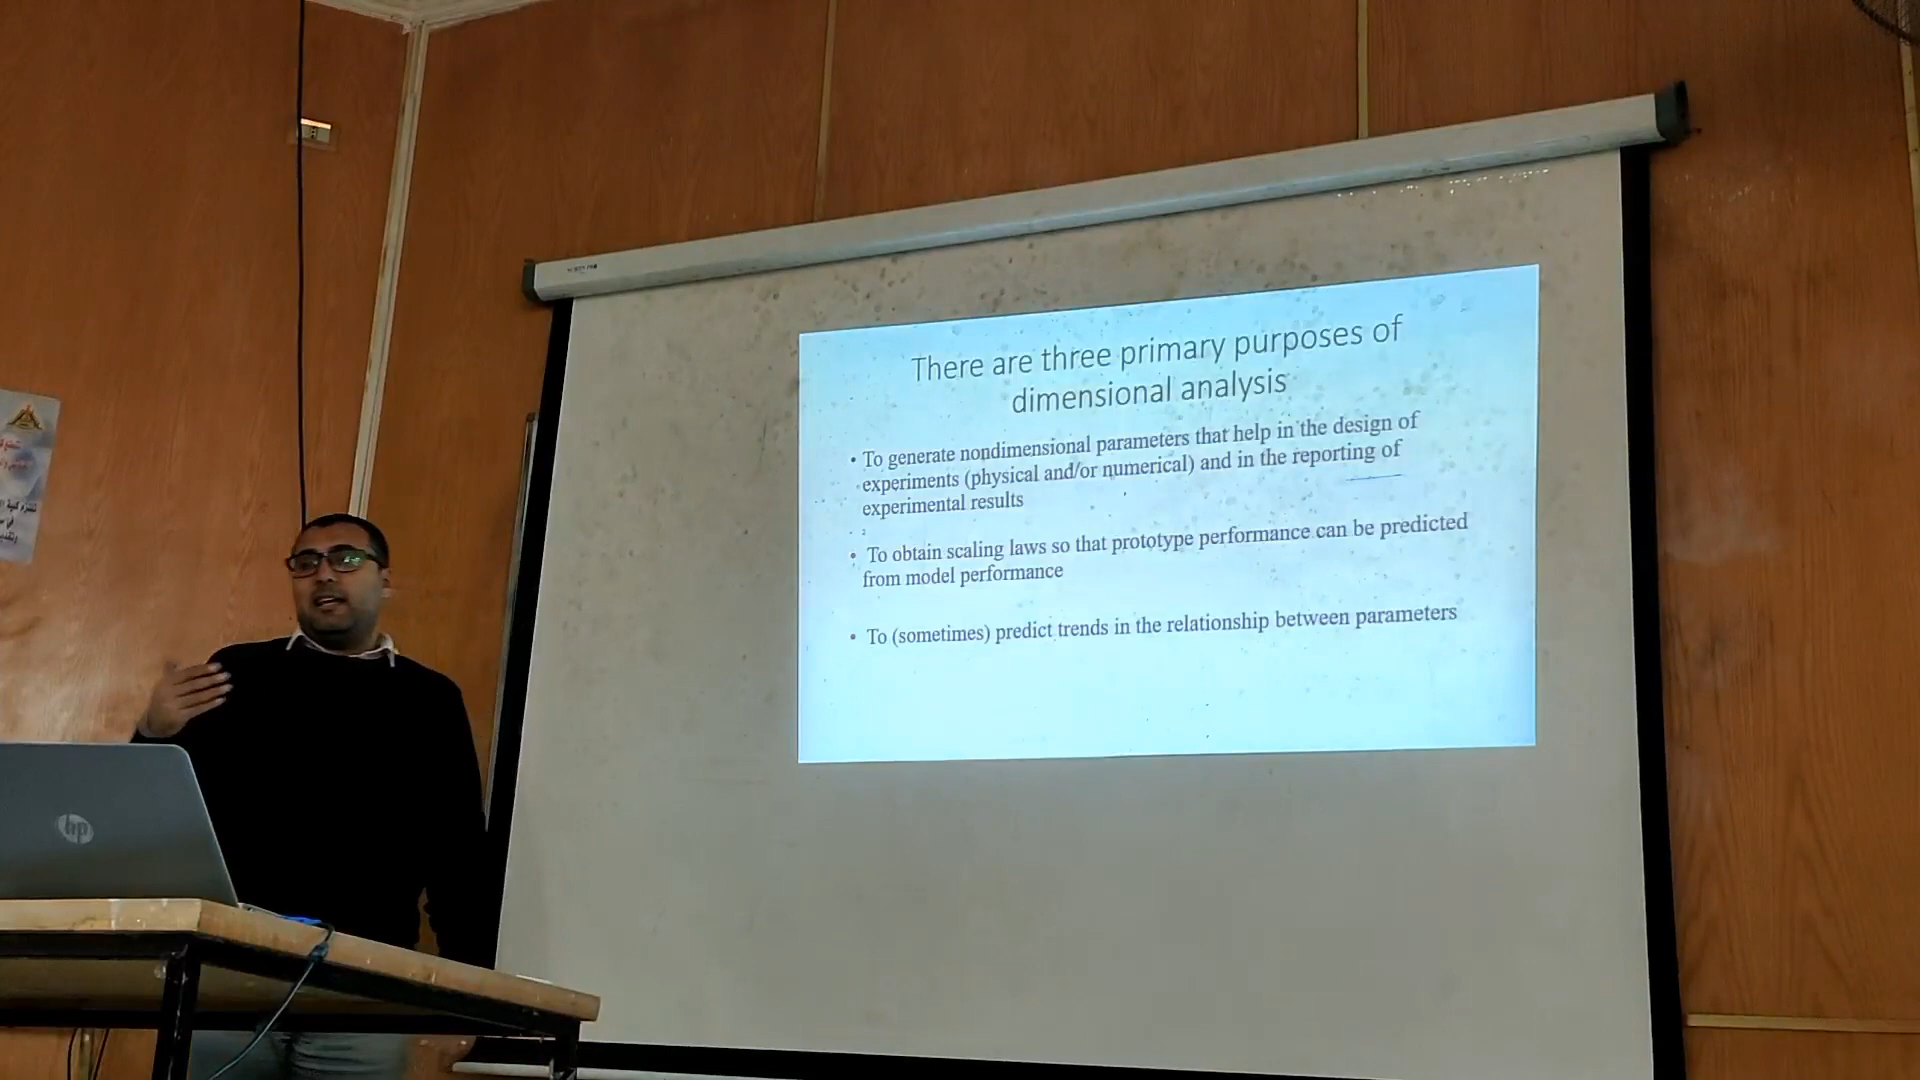 There are three primary purposes of
dimensional analysis
• To generate nondimensional parameters that help in the design of
experiments (physical and/or numerical) and in the reporting of
experimental results
• To obtain scaling laws so that prototype performance can be predicted
from model performance
• To (sometimes) predict trends in the relationship between parameters
hp